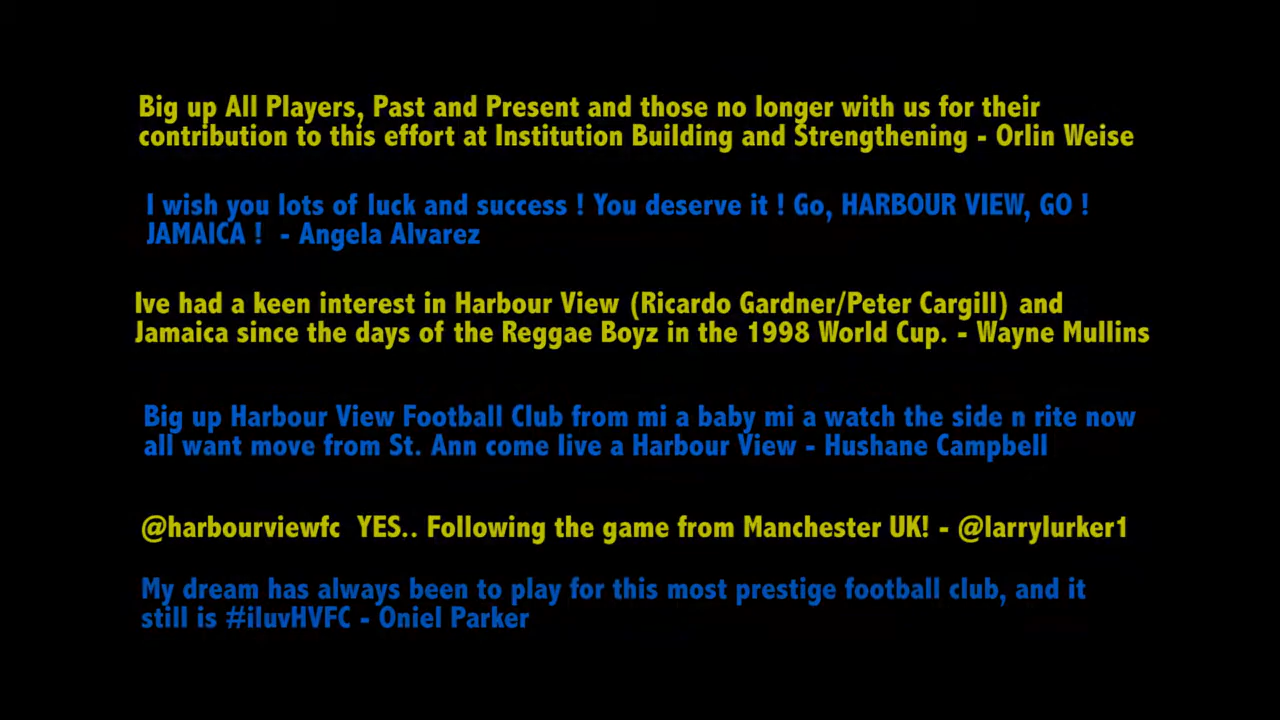 Big up All Players, Past and Present and those no longer with us for their
contribution to this effort at Institution Building and Strengthening - Orlin Weise
I wish you lots of luck and success ! You deserve it ! Go, HARBOUR VIEW, GO !
JAMAICA !  - Angela Alvarez
Ive had a keen interest in Harbour View (Ricardo Gardner/Peter Cargill) and
Jamaica since the days of the Reggae Boyz in the 1998 World Cup. - Wayne Mullins
Big up Harbour View Football Club from mi a baby mi a watch the side n rite now
all want move from St. Ann come live a Harbour View - Hushane Campbell
@harbourviewfc  YES.. Following the game from Manchester UK! - @larrylurker1
My dream has always been to play for this most prestige football club, and it
still is #iluvHVFC - Oniel Parker